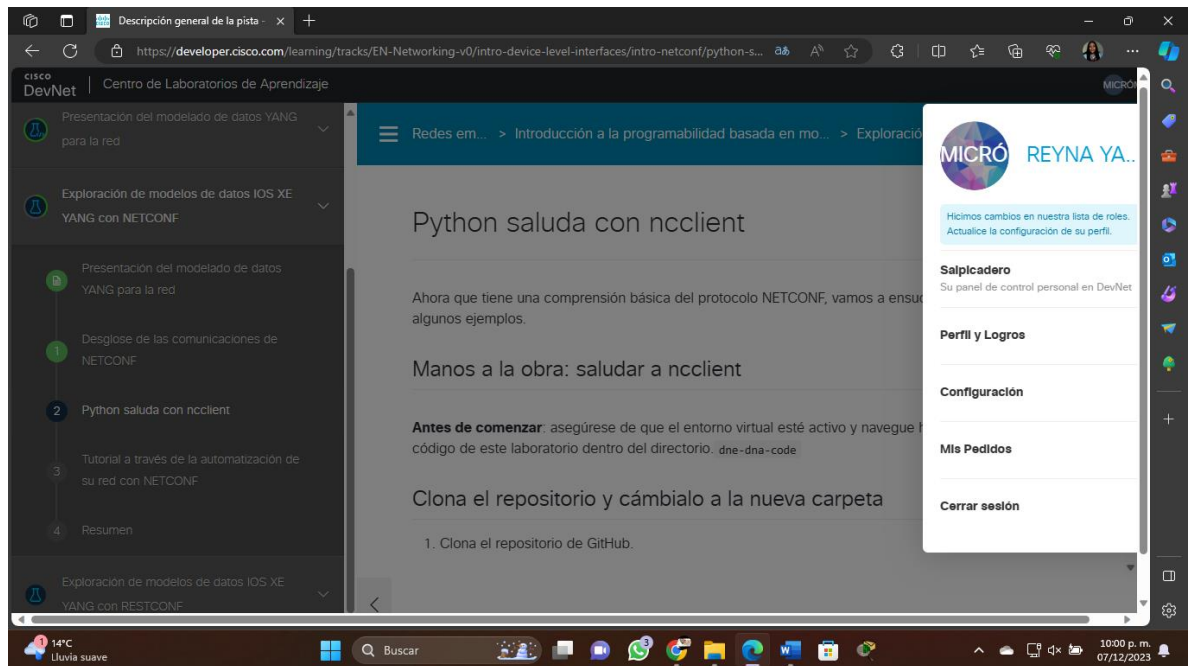 Descripción general de la pista -
https://developer.cisco.com/learning/tracks/EN-Networking-v0/intro-device-level-interfaces/intro-netconf/python-s...
CISCO
DevNet
Centro de Laboratorios de Aprendizaje
MICRÓ
Presentación del modelado de datos YANG
para la red
Exploración de modelos de datos IOS XE
YANG con NETCONF
Presentación del modelado de datos
YANG para la red
1
Desglose de las comunicaciones de
NETCONF
2
Python saluda con ncclient
3
Tutorial a través de la automatización de
su red con NETCONF
4
Resumen
Exploración de modelos de datos IOS XE
YANG con RESTCONF
Redes em... > Introducción a la programabilidad basada en mo... > Exploració
Python saluda con ncclient
Ahora que tiene una comprensión básica del protocolo NETCONF, vamos a ensuc
algunos ejemplos.
Manos a la obra: saludar a ncclient
Antes de comenzar: asegúrese de que el entorno virtual esté activo y navegue h
código de este laboratorio dentro del directorio. dne-dna-code
Clona el repositorio y cámbialo a la nueva carpeta
1. Clona el repositorio de GitHub.
MICRÓ
REYNA YA..
Hicimos cambios en nuestra lista de roles.
Actualice la configuración de su perfil.
Salpicadero
Su panel de control personal en DevNet
Perfil y Logros
Configuración
Mis Pedidos
Cerrar sesión
1
14°C
Lluvia suave
Buscar
3
10:00 p. m.
07/12/2023